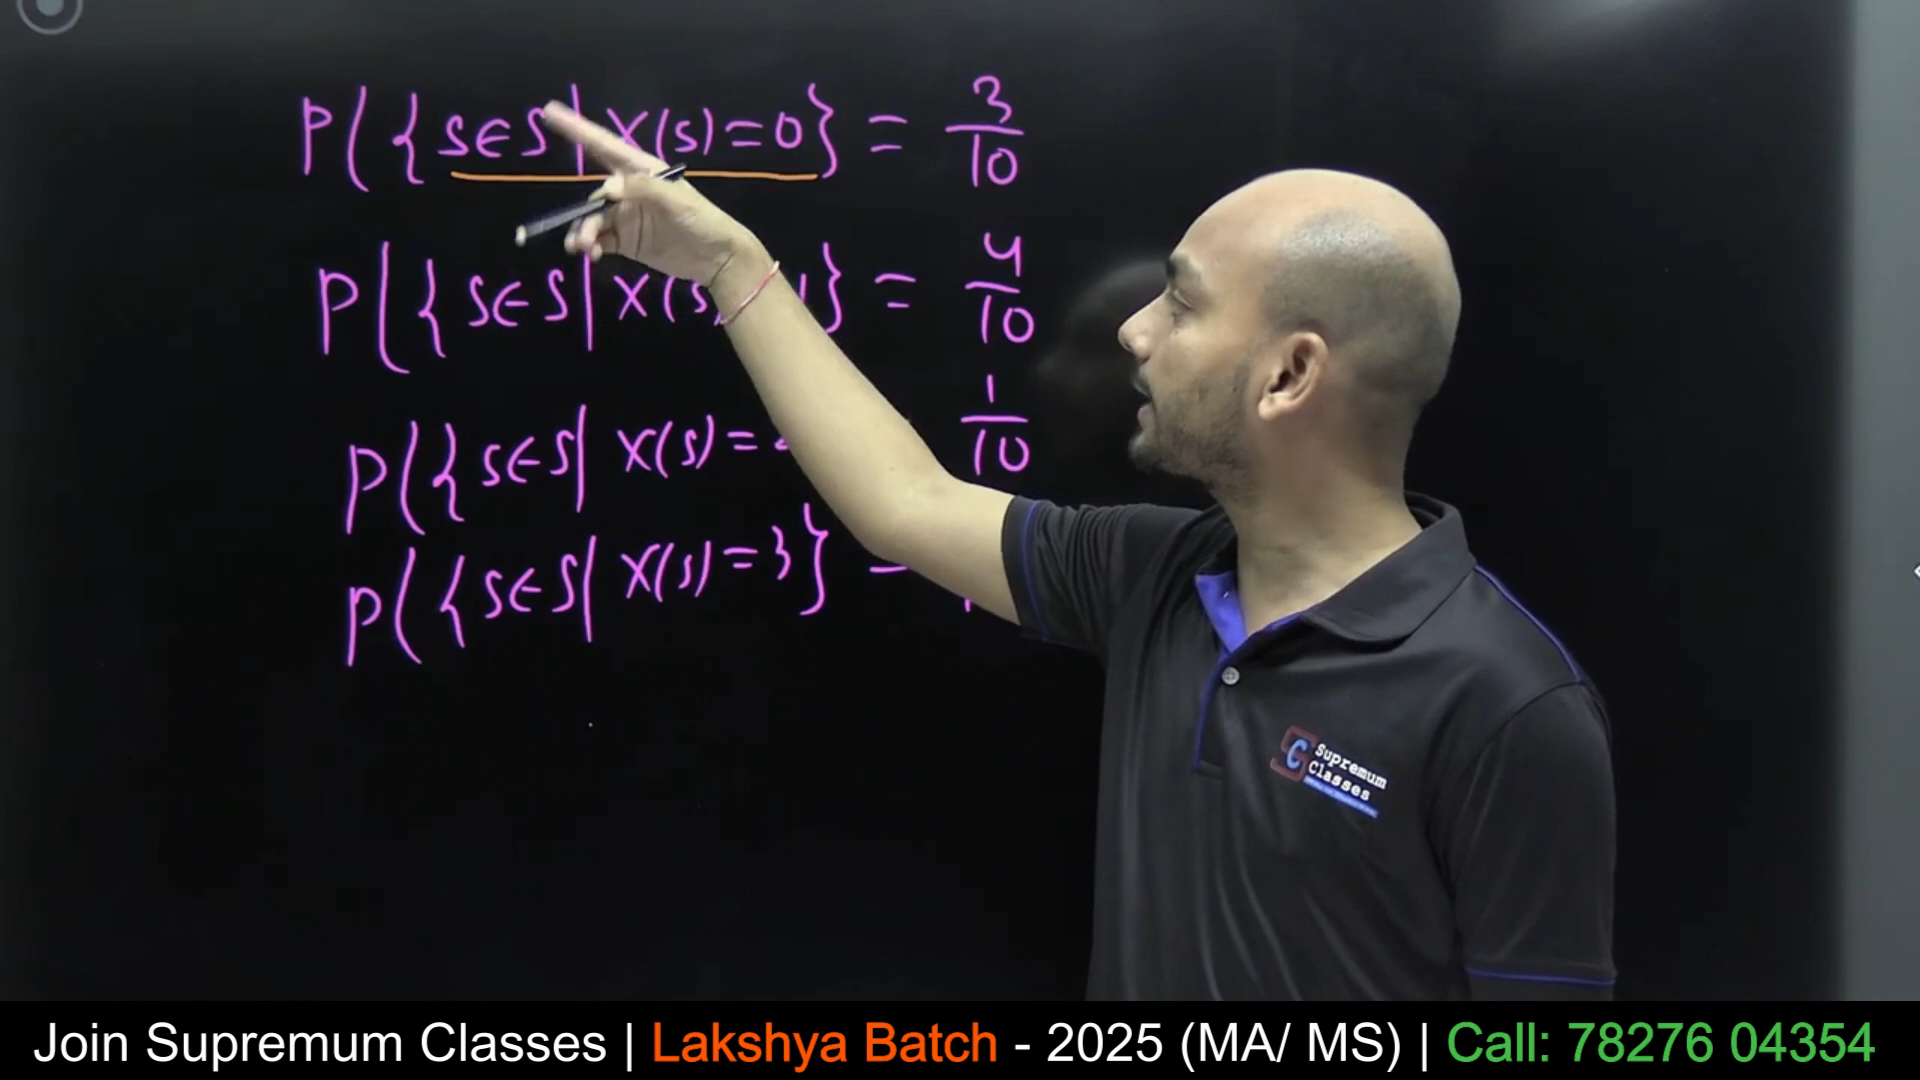 P({s∈S| X(s)=0} = 3/10
P({s∈S| X(s 1} = 4/10
P({s∈S| X(s)= 1/10
P({s∈S| X(s)=3} =
Supremum
Classes
Join Supremum Classes | Lakshya Batch - 2025 (MA/ MS) | Call: 78276 04354